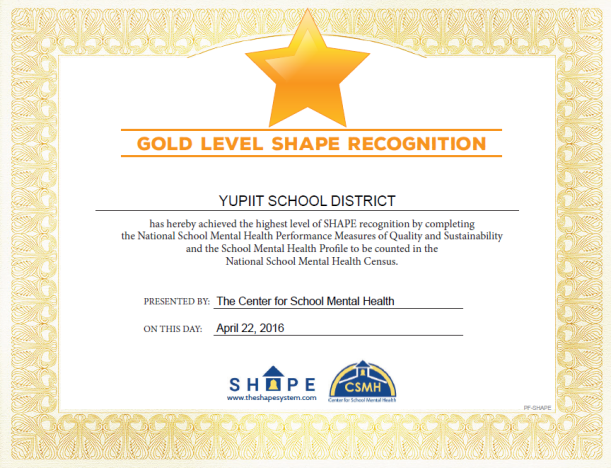 GOLD LEVEL SHAPE RECOGNITION
YUPIIT SCHOOL DISTRICT
has hereby achieved the highest level of SHAPE recognition by completing
the National School Mental Health Performance Measures of Quality and Sustainability
and the School Mental Health Profile to be counted in the
National School Mental Health Census.
PRESENTED BY: The Center for School Mental Health
ON THIS DAY: April 22, 2016
SHAPE
www.theshapesystem.com
CSMH
Center for School Mental Health
PF-SHAPE